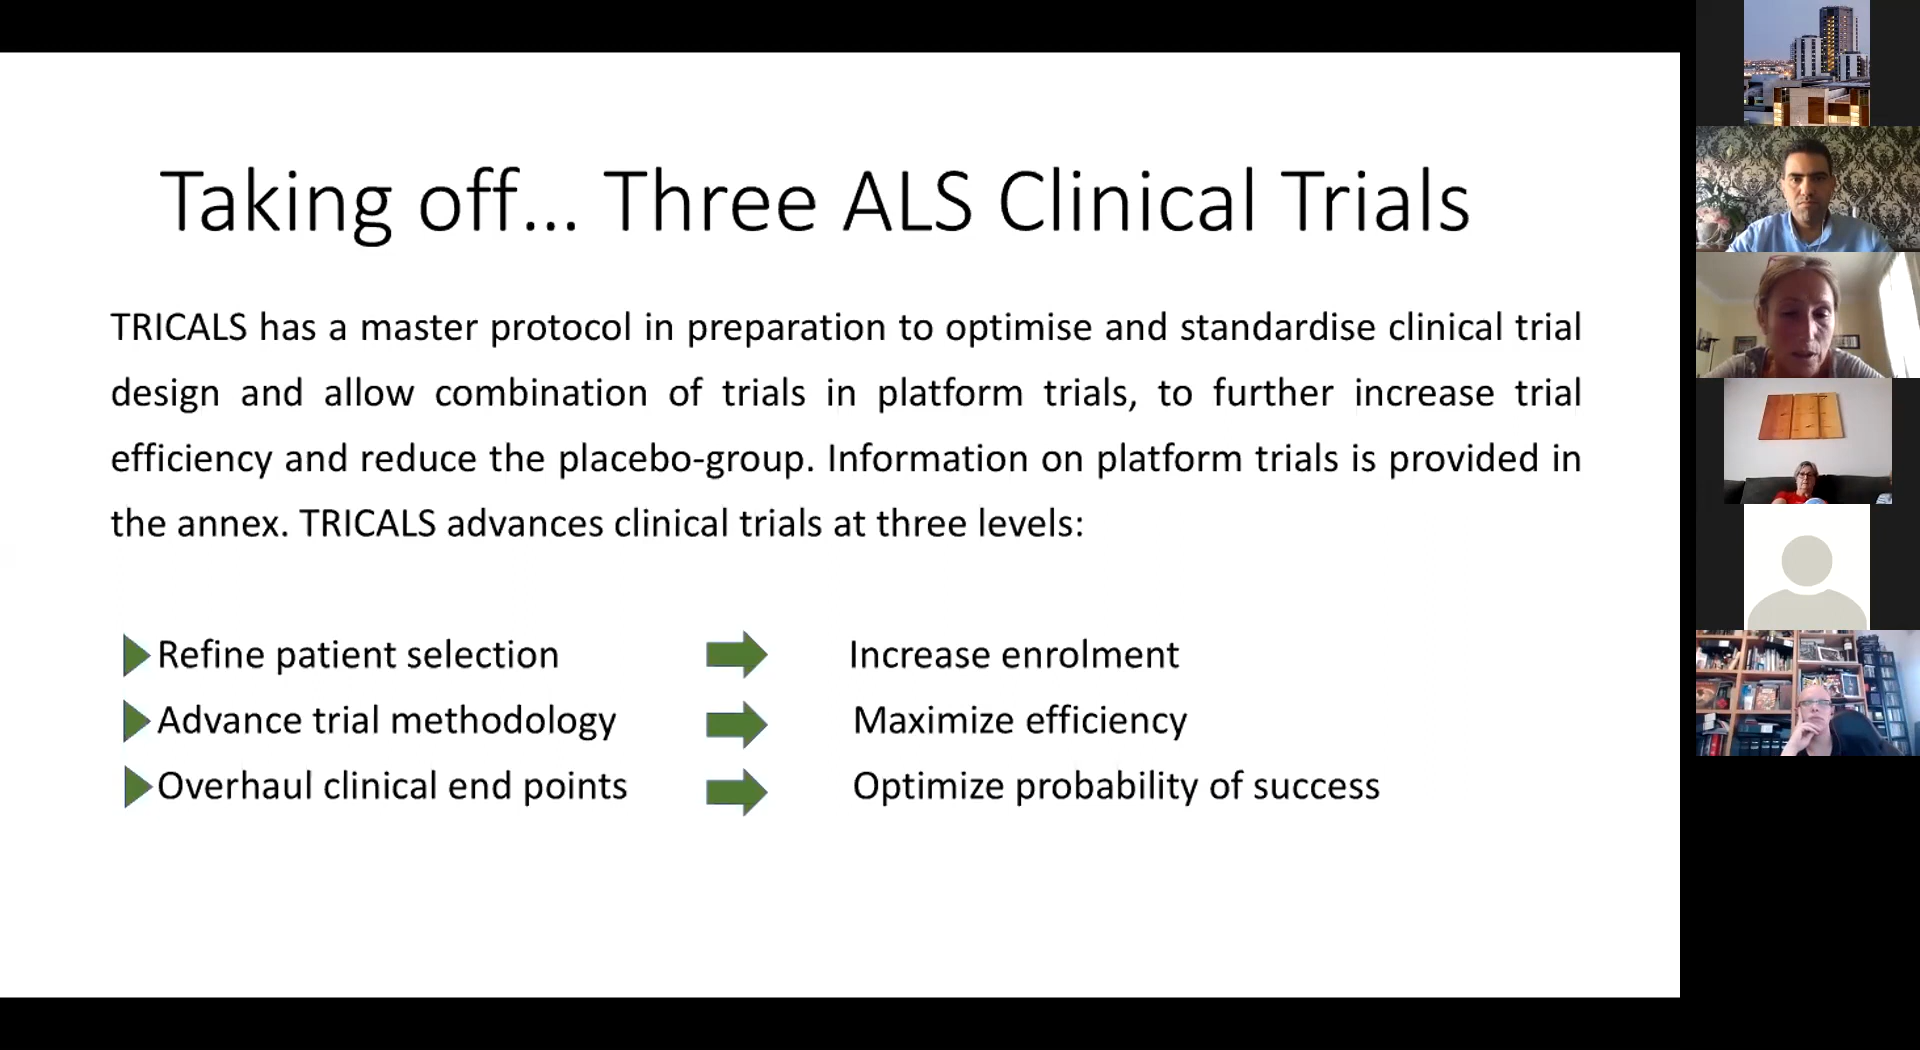 Taking off... Three ALS Clinical Trials
TRICALS has a master protocol in preparation to optimise and standardise clinical trial
design and allow combination of trials in platform trials, to further increase trial
efficiency and reduce the placebo-group. Information on platform trials is provided in
the annex. TRICALS advances clinical trials at three levels:
Refine patient selection Increase enrolment
Advance trial methodology Maximize efficiency
Overhaul clinical end points Optimize probability of success